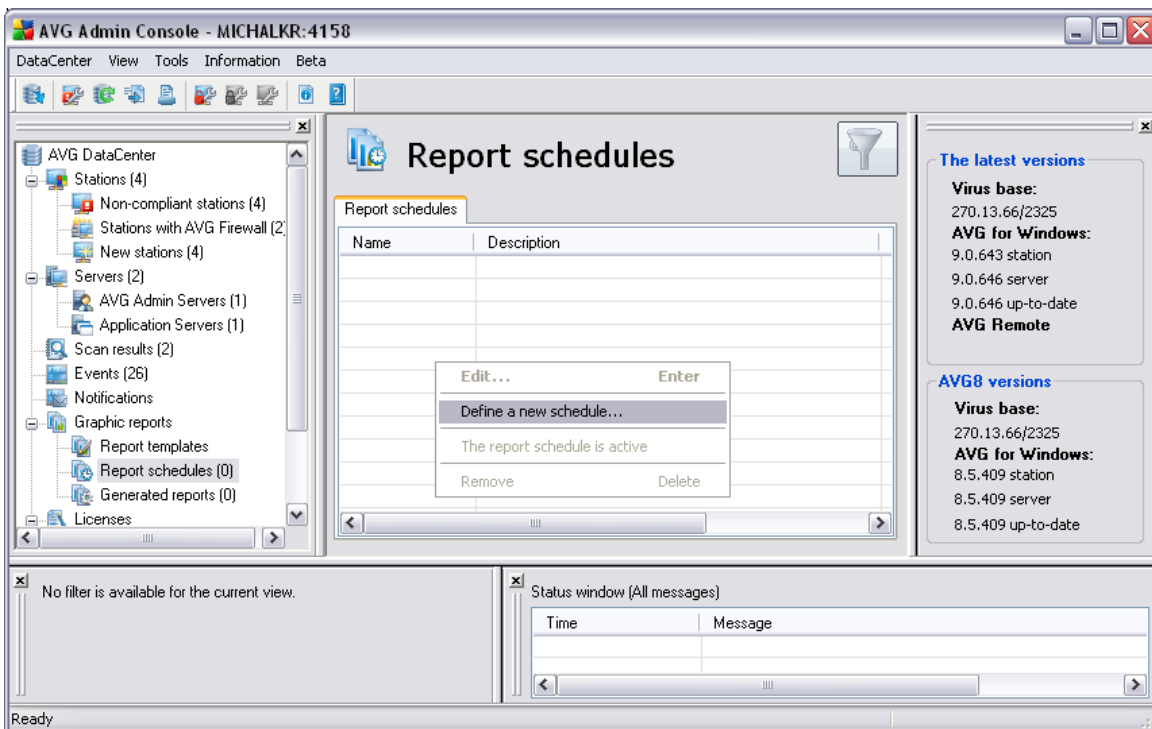 AVG Admin Console - MICHALKR:4158
DataCenter View Tools Information Beta
AVG DataCenter
Stations (4)
Non-compliant stations (4)
Stations with AVG Firewall (2)
New stations (4)
Servers (2)
AVG Admin Servers (1)
Application Servers (1)
Scan results (2)
Events (26)
Notifications
Graphic reports
Report templates
Report schedules (0)
Generated reports (0)
Licenses
Report schedules
Report schedules
Name Description
Edit... Enter
Define a new schedule...
The report schedule is active
Remove Delete
The latest versions
Virus base:
270.13.66/2325
AVG for Windows:
9.0.643 station
9.0.646 server
9.0.646 up-to-date
AVG Remote
AVG8 versions
Virus base:
270.13.66/2325
AVG for Windows:
8.5.409 station
8.5.409 server
8.5.409 up-to-date
No filter is available for the current view.
Status window (All messages)
Time Message
Ready